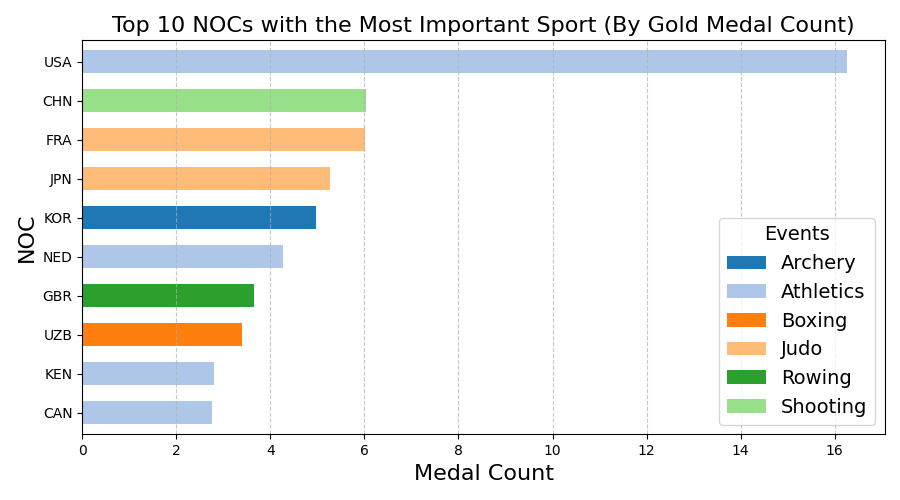 Top 10 NOCs with the Most Important Sport (By Gold Medal Count)
USA
CHN
FRA
JPN
KOR
NED
GBR
UZB
KEN
CAN
NOC
Events
Archery
Athletics
Boxing
Judo
Rowing
Shooting
0 2 4 6 8 10 12 14 16
Medal Count